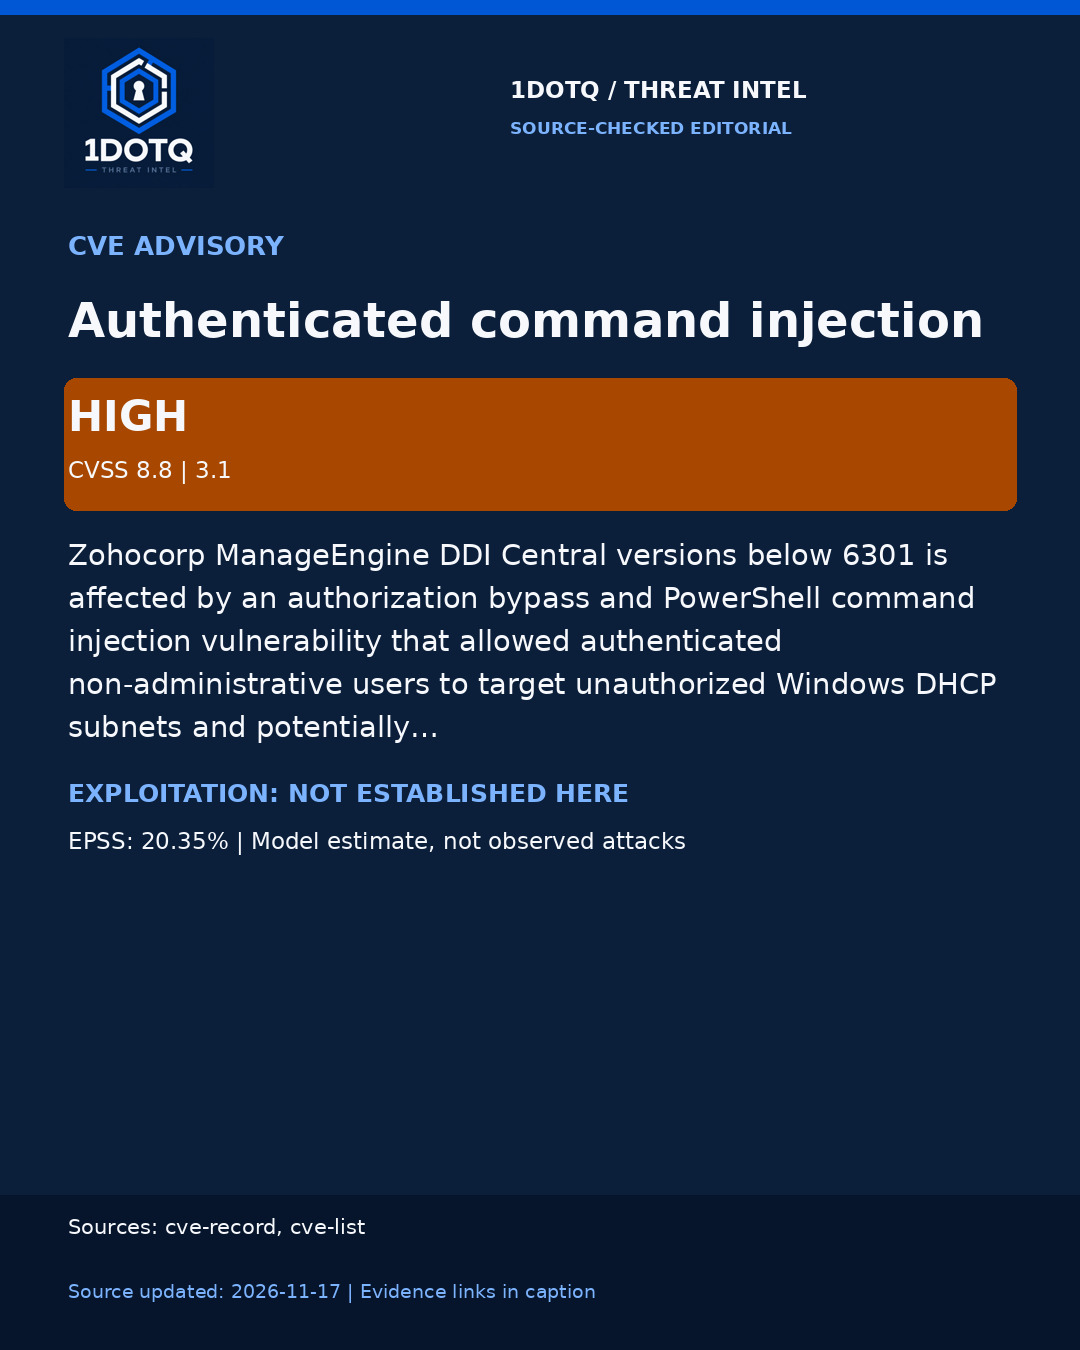 1DOTQ
THREAT INTEL
1DOTQ / THREAT INTEL
SOURCE-CHECKED EDITORIAL
CVE ADVISORY
Authenticated command injection
HIGH
CVSS 8.8 | 3.1
Zohocorp ManageEngine DDI Central versions below 6301 is
affected by an authorization bypass and PowerShell command
injection vulnerability that allowed authenticated
non-administrative users to target unauthorized Windows DHCP
subnets and potentially…
EXPLOITATION: NOT ESTABLISHED HERE
EPSS: 20.35% | Model estimate, not observed attacks
Sources: cve-record, cve-list
Source updated: 2026-11-17 | Evidence links in caption